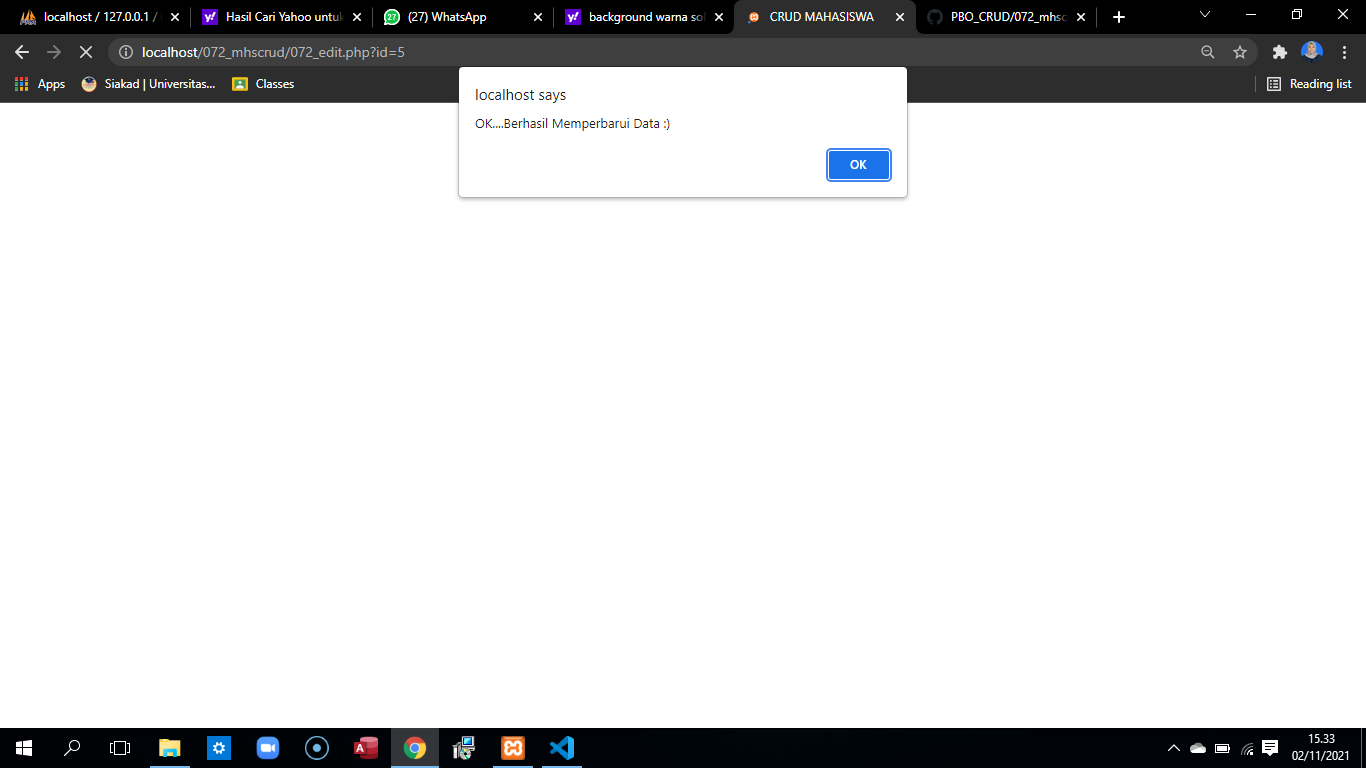 localhost / 127.0.0.1 /
Hasil Cari Yahoo untuk
27
(27) WhatsApp
background warna sol
CRUD MAHASISWA
PBO_CRUD/072_mhsc
localhost/072_mhscrud/072_edit.php?id=5
Apps
Siakad | Universitas...
Classes
Reading list
localhost says
OK....Berhasil Memperbarui Data :)
OK
A
15.33
02/11/2021